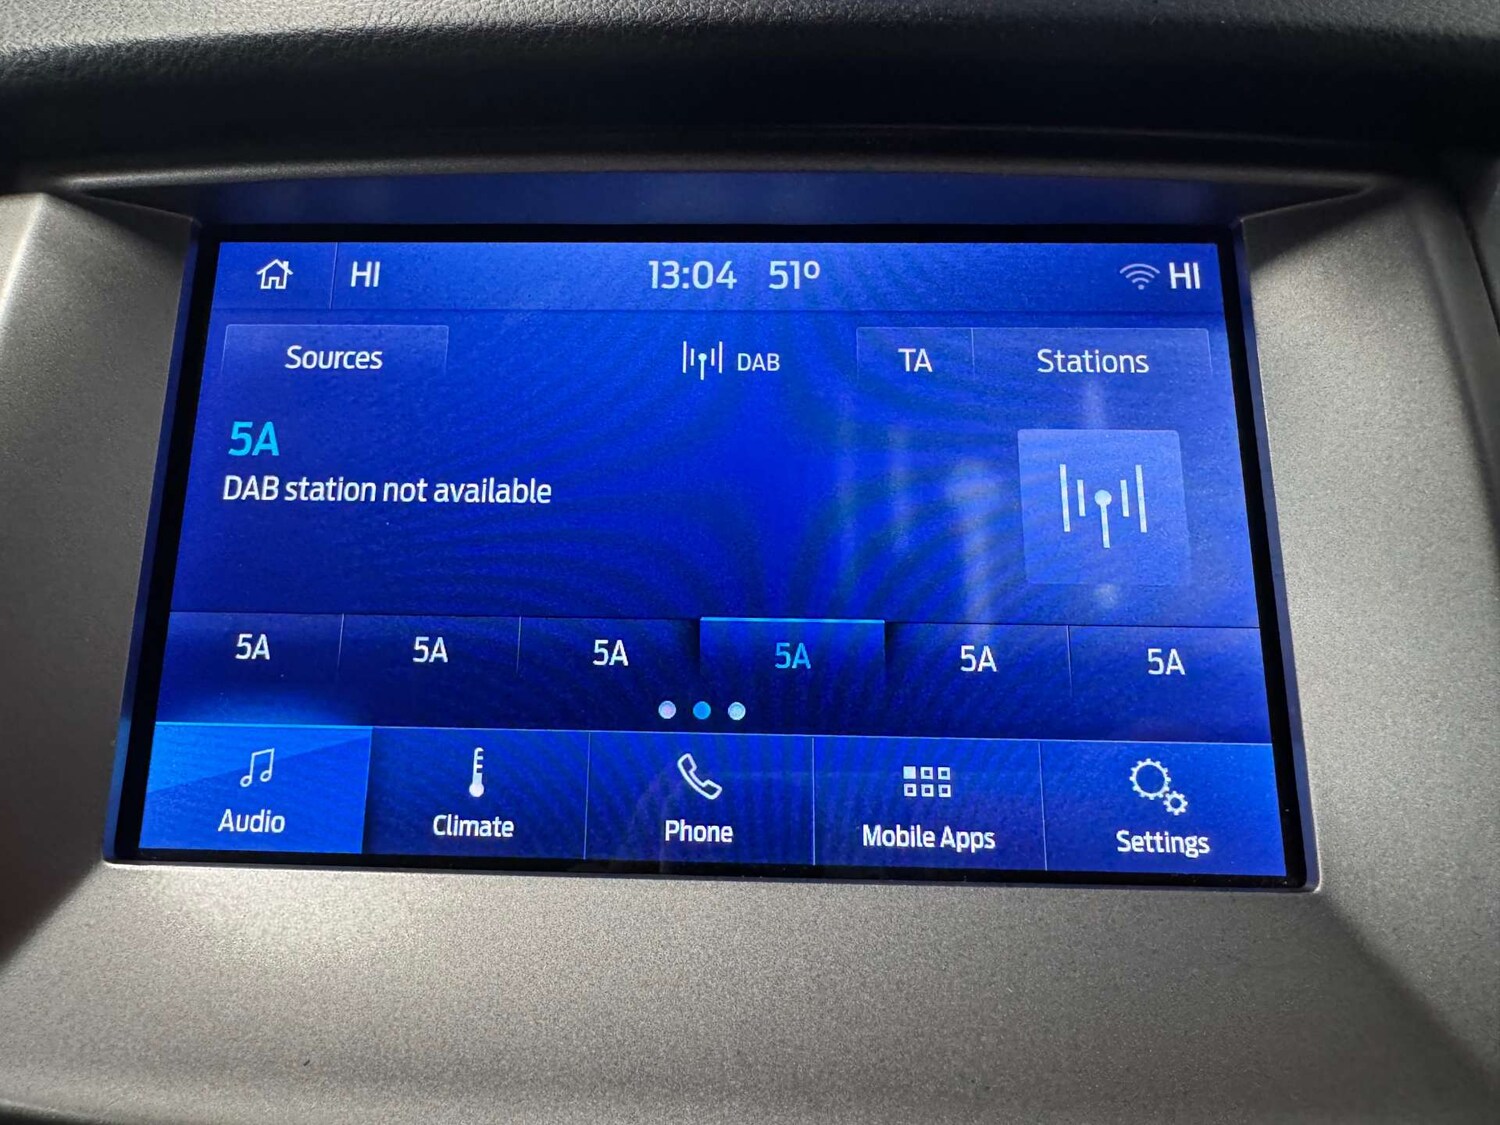 HI 13:04 51° HI
Sources DAB TA Stations
5A
DAB station not available
5A 5A 5A 5A 5A 5A
Audio Climate Phone Mobile Apps Settings